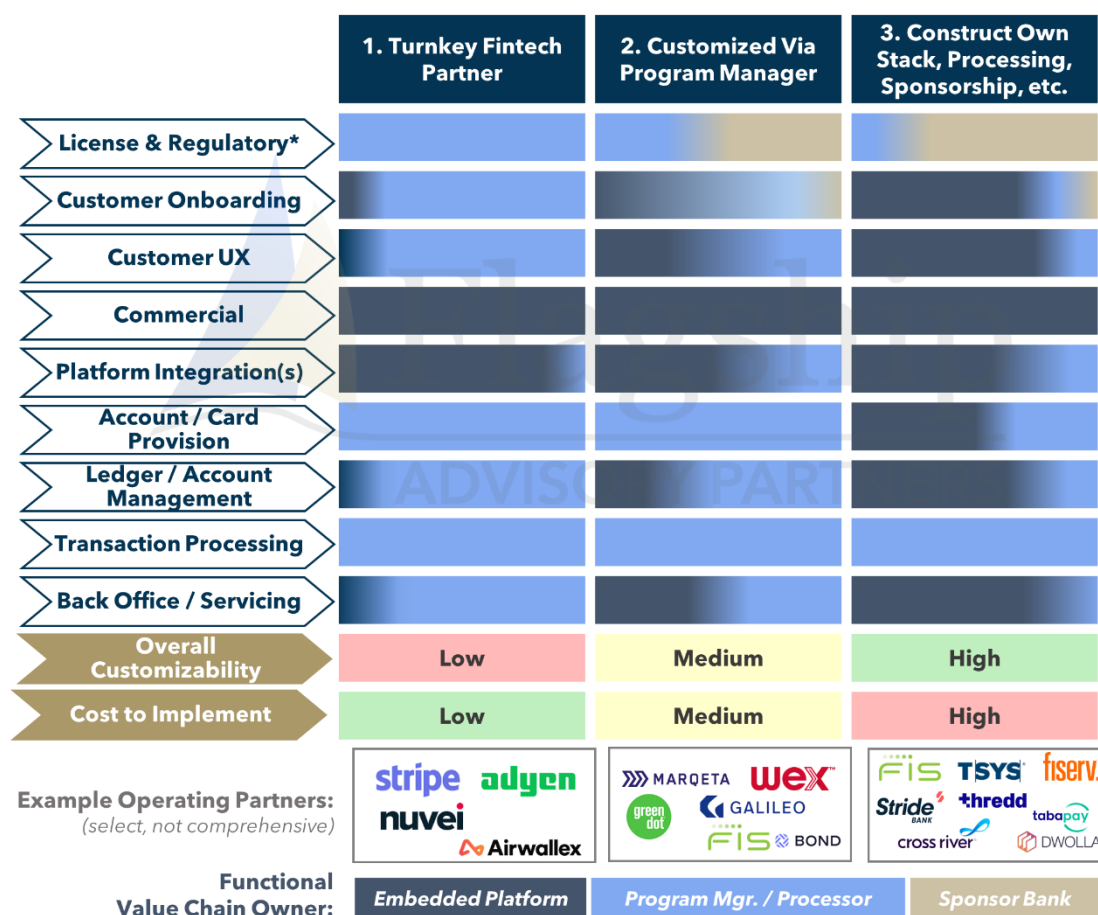 1. Turnkey Fintech
Partner
2. Customized Via
Program Manager
3. Construct Own
Stack, Processing,
Sponsorship, etc.
License & Regulatory*
Customer Onboarding
Customer UX
Commercial
Platform Integration(s)
Account / Card
Provision
Ledger / Account
Management
Transaction Processing
Back Office / Servicing
Flagship
ADVISORY PARTNERS
Overall
Customizability
Low
Medium
High
Cost to Implement
Low
Medium
High
Example Operating Partners:
(select, not comprehensive)
stripe
adyen
nuvei
Airwallex
MARQETA
wex™
green
dot
GALILEO
FIS
BOND
FIS
TSYS
fiserv.
Stride
BANK
thredd
tabapay
cross river
DWOLLA
Functional
Value Chain Owner:
Embedded Platform
Program Mgr. / Processor
Sponsor Bank